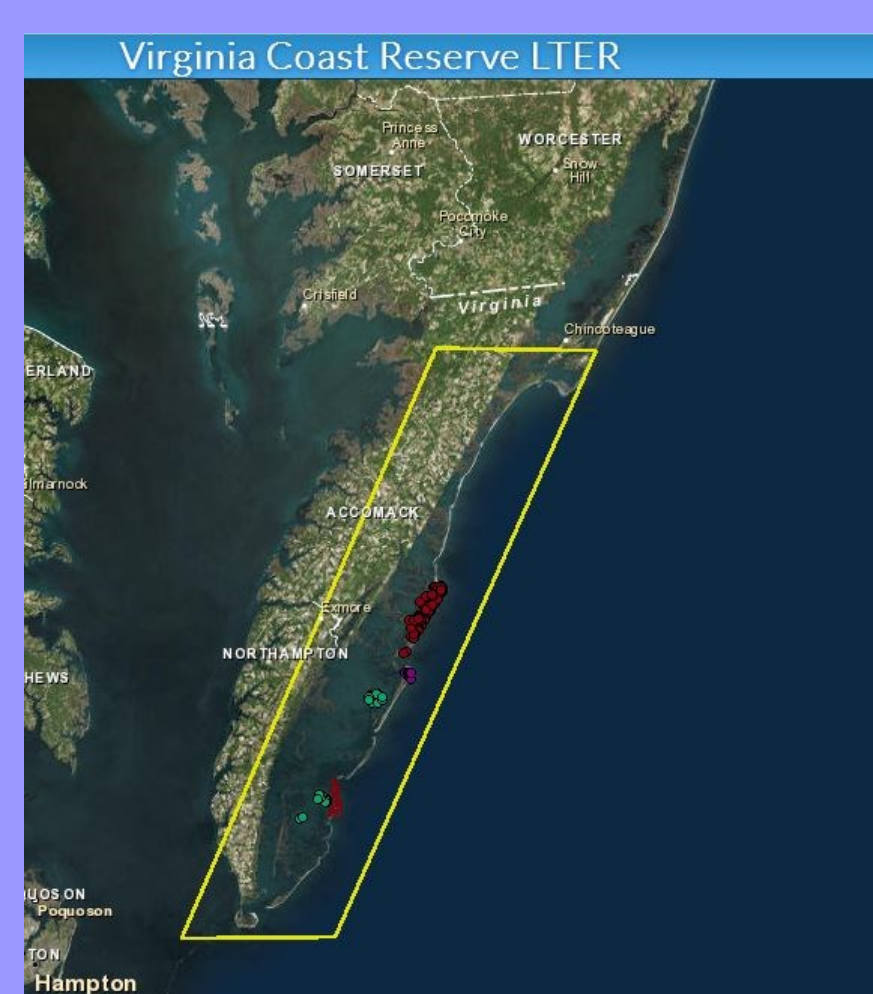 Virginia Coast Reserve LTER
Princess
Anne
WORCESTER
SOMERSET
Snow
Hill
Pocomoke
City
Crisfield
Virginia
Chincoteague
ERLAND
lmarnock
ACCOMACK
Exmore
NORTHAMPTON
HEWS
UOSON
Poquoson
TON
Hampton